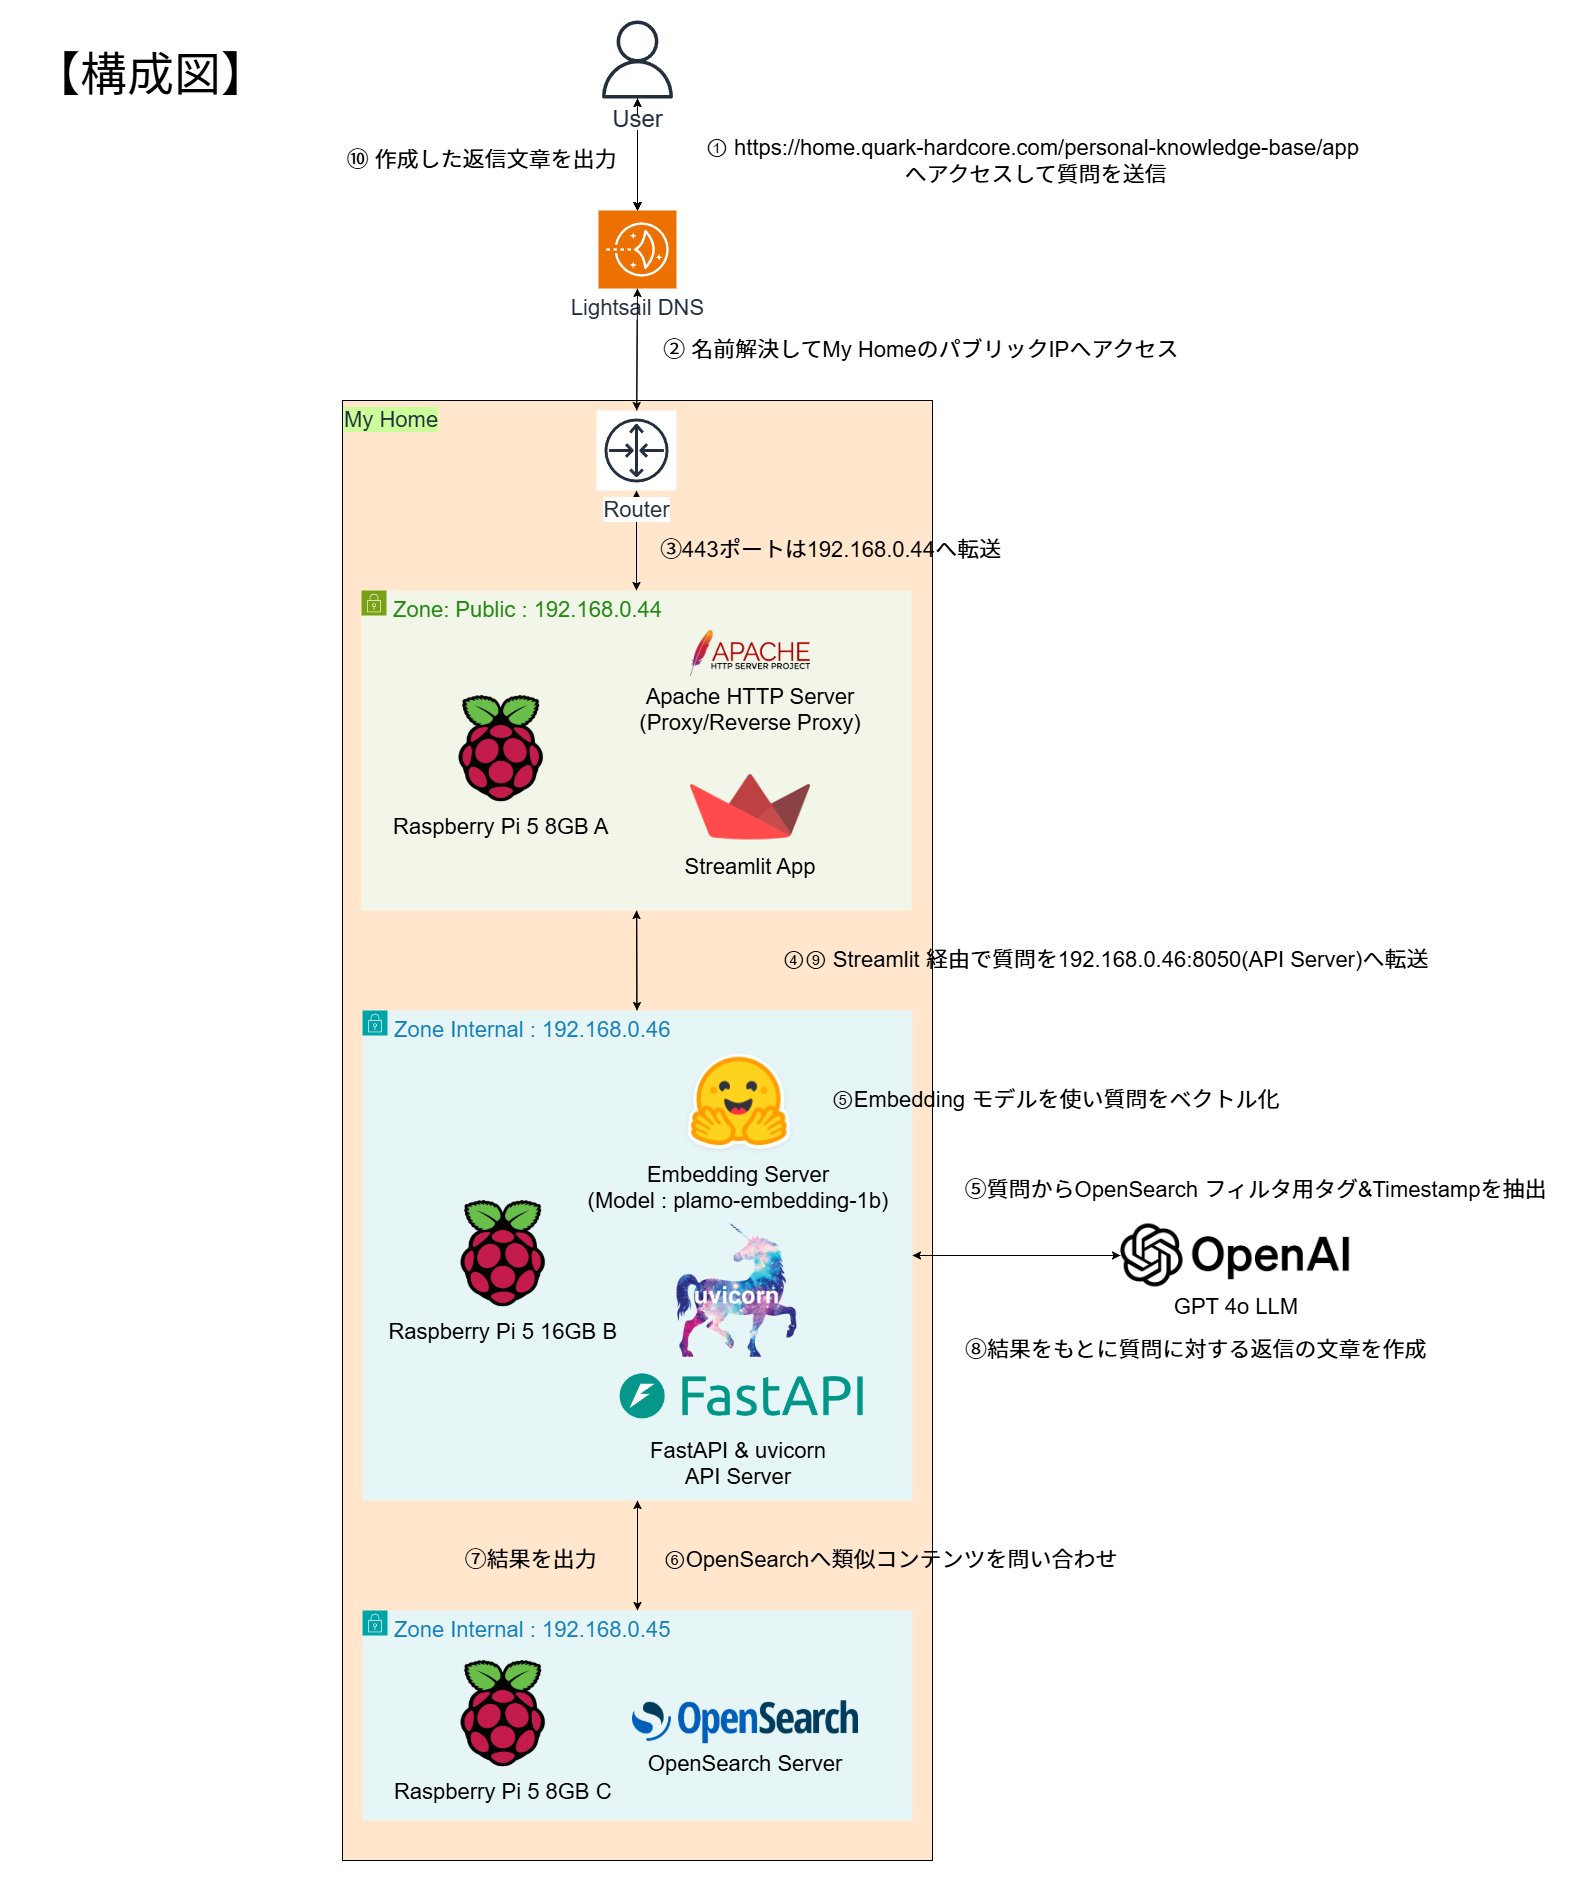 【構成図】
User
⑩ 作成した返信文章を出力
① https://home.quark-hardcore.com/personal-knowledge-base/app
へアクセスして質問を送信
Lightsail DNS
② 名前解決してMy HomeのパブリックIPへアクセス
My Home
Router
③443ポートは192.168.0.44へ転送
Zone: Public : 192.168.0.44
APACHE
HTTP SERVER PROJECT
Apache HTTP Server
(Proxy/Reverse Proxy)
Raspberry Pi 5 8GB A
Streamlit App
④⑨ Streamlit 経由で質問を192.168.0.46:8050(API Server)へ転送
Zone Internal : 192.168.0.46
⑤Embedding モデルを使い質問をベクトル化
Embedding Server
(Model : plamo-embedding-1b)
⑤質問からOpenSearch フィルタ用タグ&Timestampを抽出
OpenAI
GPT 4o LLM
⑧結果をもとに質問に対する返信の文章を作成
uvicorn
Raspberry Pi 5 16GB B
FastAPI
FastAPI & uvicorn
API Server
⑦結果を出力
⑥OpenSearchへ類似コンテンツを問い合わせ
Zone Internal : 192.168.0.45
OpenSearch
OpenSearch Server
Raspberry Pi 5 8GB C